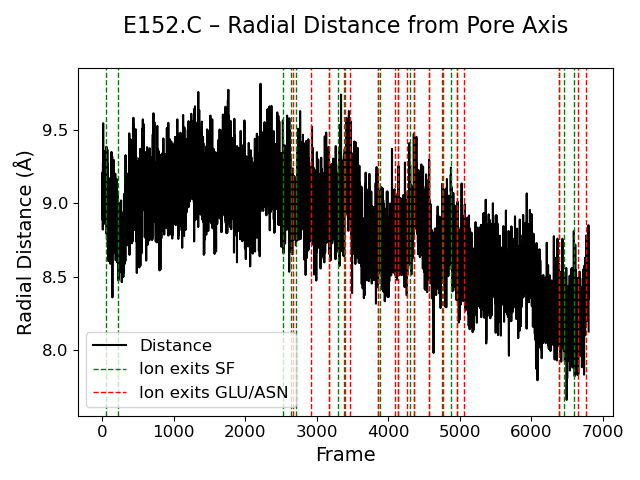 E152.C – Radial Distance from Pore Axis
Radial Distance (Å)
9.5
9.0
8.5
8.0
Distance
Ion exits SF
Ion exits GLU/ASN
0
1000
2000
3000
4000
5000
6000
7000
Frame